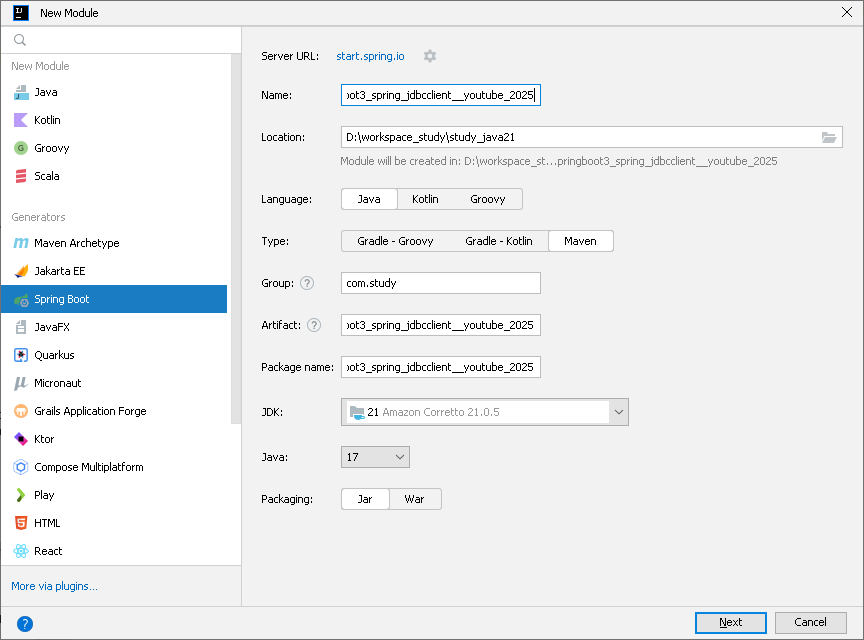 New Module
New Module
Java
Kotlin
Groovy
Scala
Generators
Maven Archetype
Jakarta EE
Spring Boot
JavaFX
Quarkus
Micronaut
Grails Application Forge
Ktor
Compose Multiplatform
Play
HTML
React
More via plugins...
Server URL: start.spring.io
Name: oot3_spring_jdbcclient__youtube_2025
Location: D:\workspace_study\study_java21
Module will be created in: D:\workspace_st...pringboot3_spring_jdbcclient__youtube_2025
Language: Java Kotlin Groovy
Type: Gradle - Groovy Gradle - Kotlin Maven
Group: ? com.study
Artifact: ? oot3_spring_jdbcclient__youtube_2025
Package name: oot3_spring_jdbcclient__youtube_2025
JDK: 21 Amazon Corretto 21.0.5
Java: 17
Packaging: Jar War
? Next Cancel